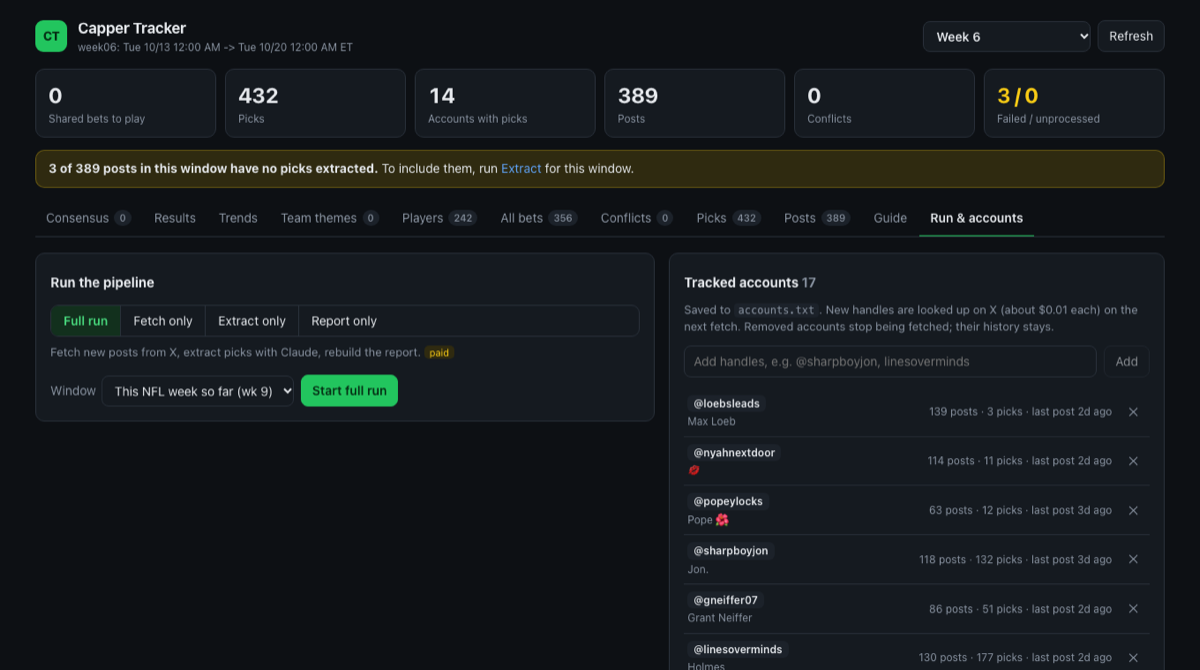 CT
Capper Tracker
week06: Tue 10/13 12:00 AM -> Tue 10/20 12:00 AM ET
Week 6
Refresh
0
Shared bets to play
432
Picks
14
Accounts with picks
389
Posts
0
Conflicts
3 / 0
Failed / unprocessed
3 of 389 posts in this window have no picks extracted. To include them, run Extract for this window.
Consensus 0 Results Trends Team themes 0 Players 242 All bets 356 Conflicts 0 Picks 432 Posts 389 Guide Run & accounts
Run the pipeline
Full run Fetch only Extract only Report only
Fetch new posts from X, extract picks with Claude, rebuild the report. paid
Window This NFL week so far (wk 9) Start full run
Tracked accounts 17
Saved to accounts.txt. New handles are looked up on X (about $0.01 each) on the
next fetch. Removed accounts stop being fetched; their history stays.
Add handles, e.g. @sharpboyjon, linesoverminds Add
@loebsleads
Max Loeb
139 posts · 3 picks · last post 2d ago
@nyahnextdoor
💋
114 posts · 11 picks · last post 2d ago
@popeylocks
Pope 🌺
63 posts · 12 picks · last post 3d ago
@sharpboyjon
Jon.
118 posts · 132 picks · last post 3d ago
@gneiffer07
Grant Neiffer
86 posts · 51 picks · last post 2d ago
@linesoverminds
Holmes
130 posts · 177 picks · last post 2d ago